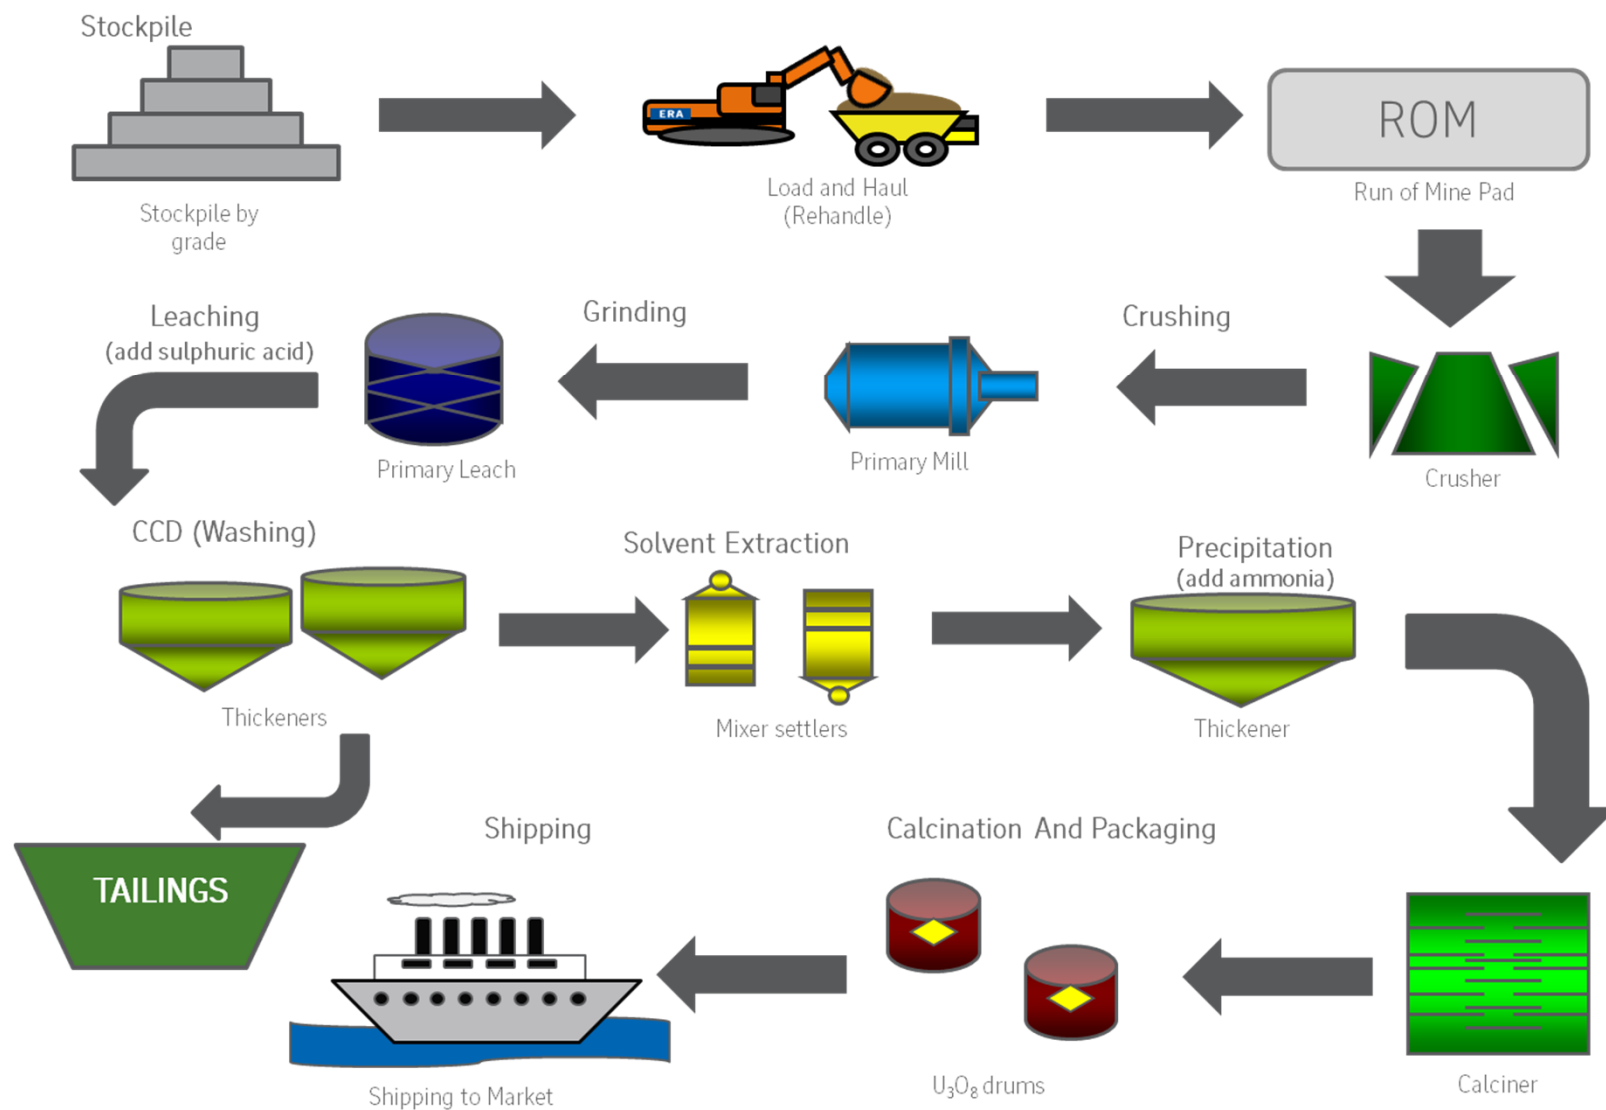 Stockpile
Stockpile by
grade
ERA
Load and Haul
(Rehandle)
ROM
Run of Mine Pad
Leaching
(add sulphuric acid)
Grinding
Crushing
Primary Leach
Primary Mill
Crusher
CCD (Washing)
Solvent Extraction
Precipitation
(add ammonia)
Thickeners
Mixer settlers
Thickener
TAILINGS
Shipping
Calcination And Packaging
Shipping to Market
U₃O₈ drums
Calciner